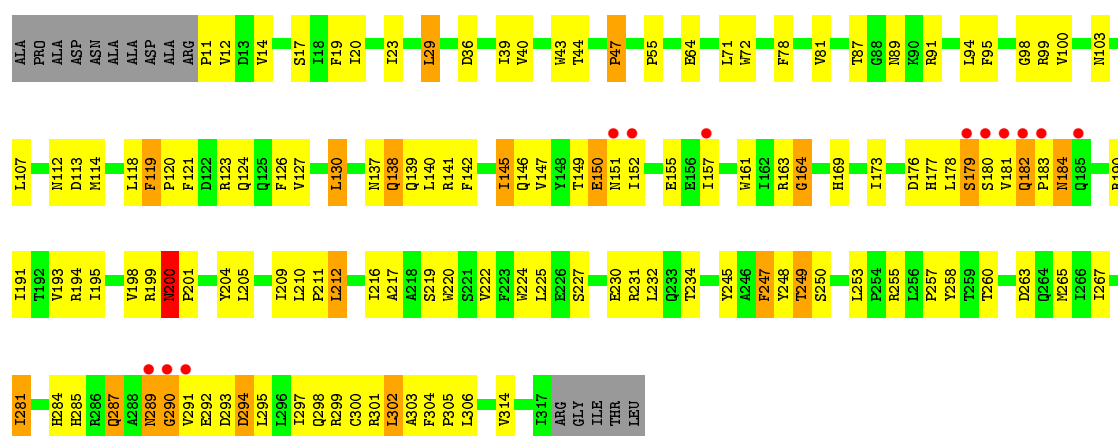 ALA PRO ALA ASP ASN ALA ALA ASP ALA ARG P11 V12 D13 V14 S17 I18 F19 I20 I23 L29 D36 I39 V40 W43 T44 P47 P55 E64 L71 W72 F78 V81 T87 G88 N89 K90 R91 L94 F95 G98 R99 V100 N103
L107 N112 D113 M114 L118 F119 P120 F121 D122 R123 Q124 Q125 F126 V127 L130 N137 Q138 Q139 L140 R141 F142 I145 Q146 V147 Y148 T149 E150 N151 I152 E155 E156 I157 W161 I162 R163 G164 H169 I173 D176 H177 L178 S179 S180 V181 Q182 P183 N184 Q185 R190
I191 T192 V193 R194 I195 V198 R199 N200 P201 Y204 L205 I209 L210 P211 L212 I216 A217 A218 S219 W220 S221 V222 F223 W224 L225 E226 S227 E230 R231 L232 Q233 T234 Y245 A246 F247 Y248 T249 S250 L253 P254 R255 L256 P257 Y258 T259 T260 D263 Q264 M265 I266 I267
I281 H284 H285 R286 Q287 A288 N289 G290 V291 E292 D293 D294 L295 L296 I297 Q298 R299 C300 R301 L302 A303 F304 P305 L306 V314 I317 ARG GLY ILE THR LEU